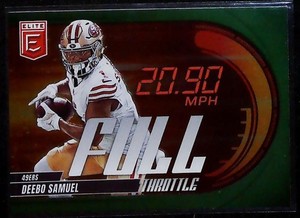 ELITE
20.90
MPH
FULL
THROTTLE
49ERS
DEEBO SAMUEL